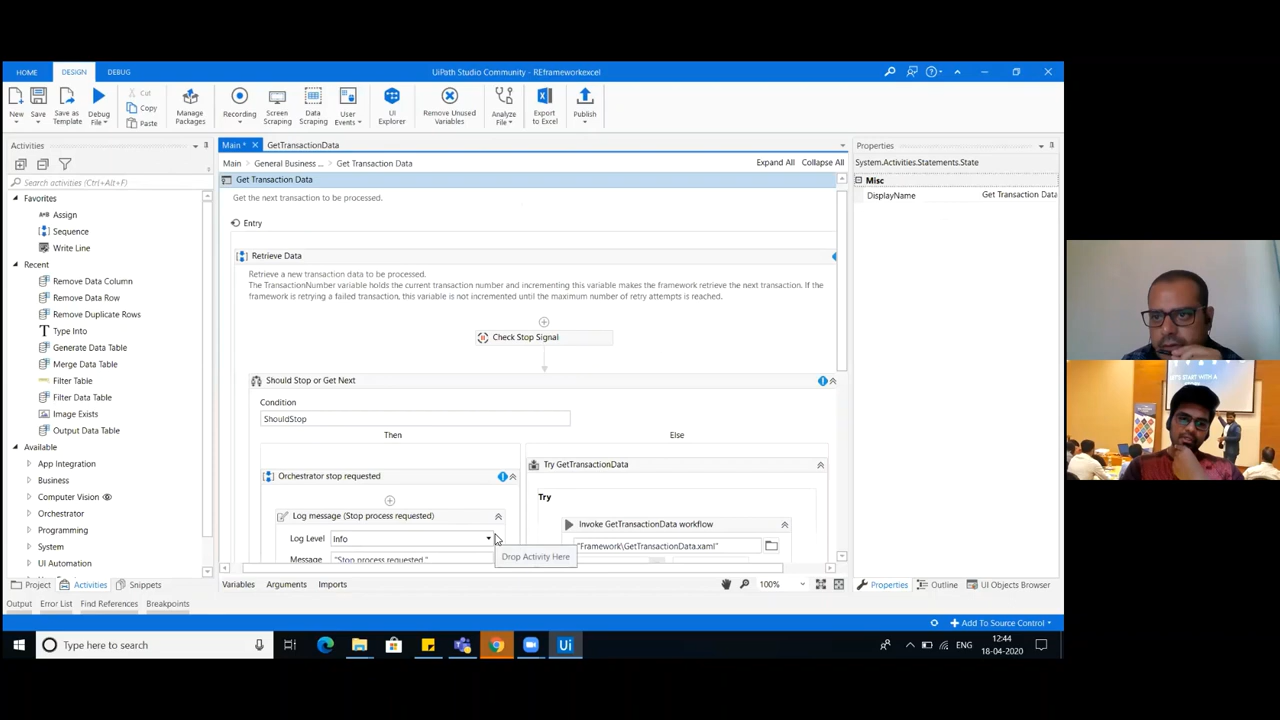 HOME DESIGN DEBUG UiPath Studio Community - REframeworkexcel
New Save Save as Template Debug File Cut Copy Paste Manage Packages Recording Screen Scraping Data Scraping User Events UI Explorer Remove Unused Variables Analyze File Export to Excel Publish
Activities
Search activities (Ctrl+Alt+F)
Favorites
Assign
Sequence
Write Line
Recent
Remove Data Column
Remove Data Row
Remove Duplicate Rows
Type Into
Generate Data Table
Merge Data Table
Filter Table
Filter Data Table
Image Exists
Output Data Table
Available
App Integration
Business
Computer Vision
Orchestrator
Programming
System
UI Automation
Project Activities Snippets
Main * GetTransactionData
Main General Business ... Get Transaction Data Expand All Collapse All
Get Transaction Data
Get the next transaction to be processed.
Entry
Retrieve Data
Retrieve a new transaction data to be processed.
The TransactionNumber variable holds the current transaction number and incrementing this variable makes the framework retrieve the next transaction. If the
framework is retrying a failed transaction, this variable is not incremented until the maximum number of retry attempts is reached.
Check Stop Signal
Should Stop or Get Next
Condition
ShouldStop
Then Else
Orchestrator stop requested
Try GetTransactionData
Try
Log message (Stop process requested)
Invoke GetTransactionData workflow
Log Level Info
"Framework\GetTransactionData.xaml"
Message "Stop process requested."
Drop Activity Here
Variables Arguments Imports 100%
Properties
System.Activities.Statements.State
Misc
DisplayName Get Transaction Data
Properties Outline UI Objects Browser
Output Error List Find References Breakpoints
Add To Source Control
Type here to search
Ui
ENG
12:44
18-04-2020
LET'S START WITH A